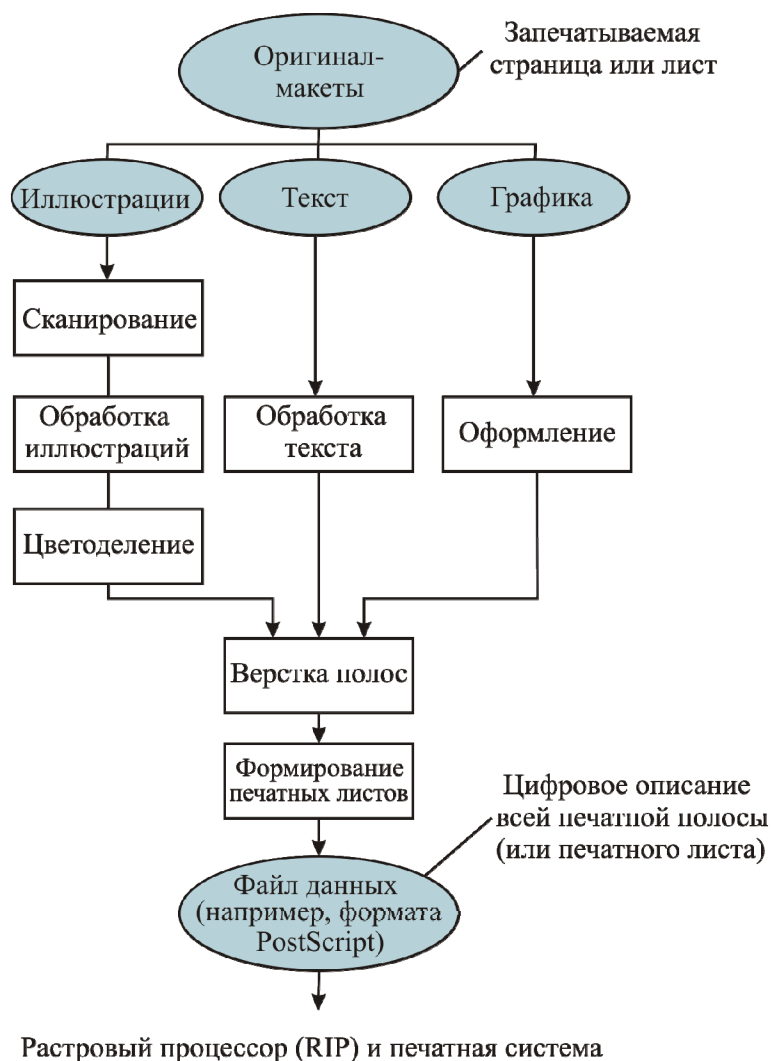 Оригинал-
макеты
Запечатываемая
страница или лист
Иллюстрации
Текст
Графика
Сканирование
Обработка
иллюстраций
Обработка
текста
Оформление
Цветоделение
Верстка полос
Формирование
печатных листов
Цифровое описание
всей печатной полосы
(или печатного листа)
Файл данных
(например, формата
PostScript)
Растровый процессор (RIP) и печатная система